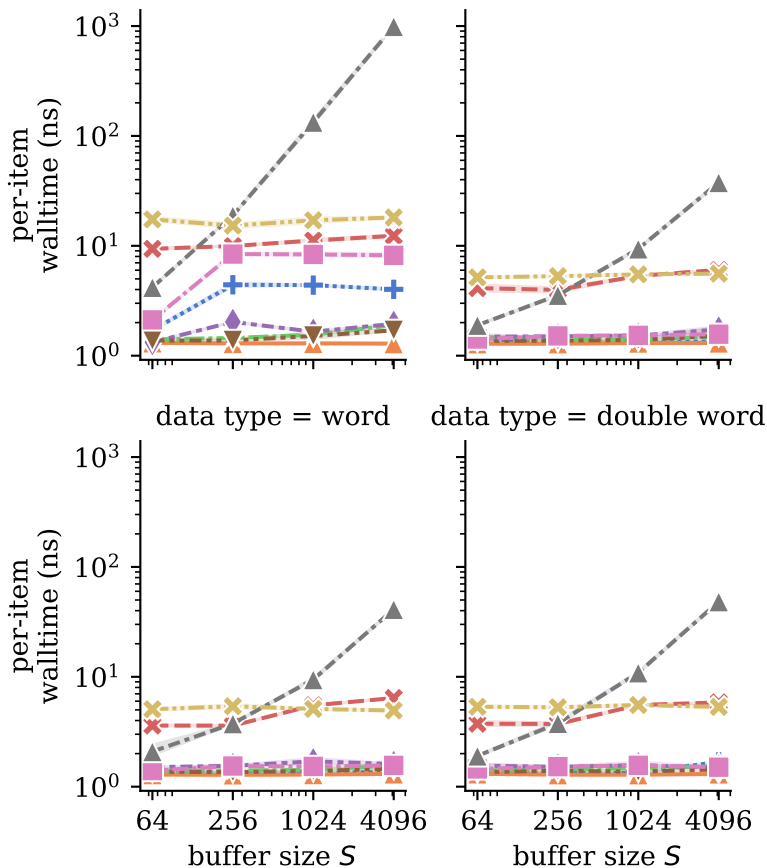 10³
10²
10¹
10⁰
per-item
walltime (ns)
data type = word
data type = double word
10³
10²
10¹
10⁰
per-item
walltime (ns)
64 256 1024 4096
64 256 1024 4096
buffer size S
buffer size S